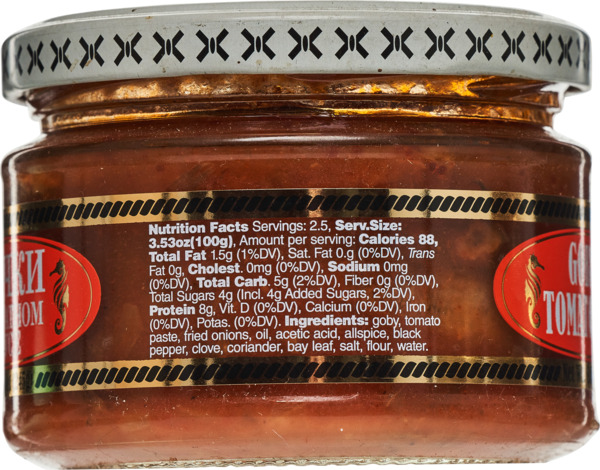 Nutrition Facts Servings: 2.5, Serv.Size:
3.53oz(100g), Amount per serving: Calories 88,
Total Fat 1.5g (1%DV), Sat. Fat 0.g (0%DV), Trans
Fat 0g, Cholest. 0mg (0%DV), Sodium 0mg
(0%DV), Total Carb. 5g (2%DV), Fiber 0g (0%DV),
Total Sugars 4g (Incl. 4g Added Sugars, 2%DV),
Protein 8g, Vit. D (0%DV), Calcium (0%DV), Iron
(0%DV), Potas. (0%DV). Ingredients: goby, tomato
paste, fried onions, oil, acetic acid, allspice, black
pepper, clove, coriander, bay leaf, salt, flour, water.